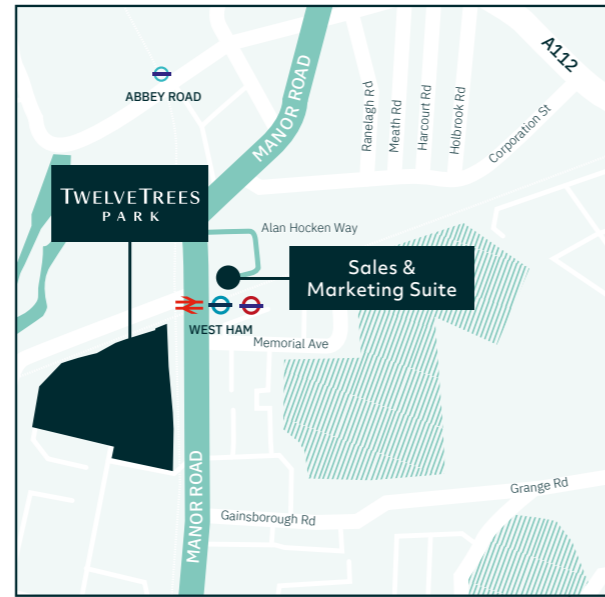 A112
ABBEY ROAD
MANOR ROAD
Ranelagh Rd
Meath Rd
Harcourt Rd
Holbrook Rd
Corporation St
TWELVETREES
PARK
Alan Hocken Way
Sales &
Marketing Suite
WEST HAM
Memorial Ave
MANOR ROAD
Grange Rd
Gainsborough Rd